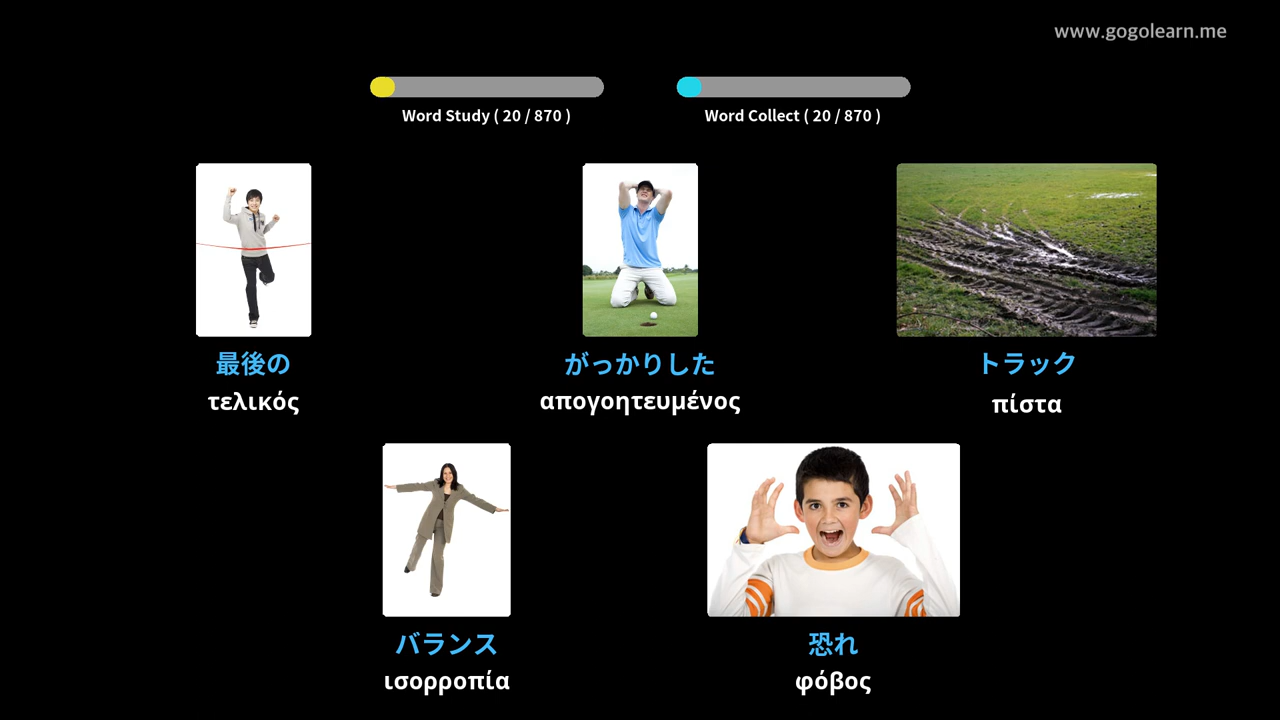 www.gogolearn.me
Word Study ( 20 / 870 )
Word Collect ( 20 / 870 )
最後の
τελικός
がっかりした
απογοητευμένος
トラック
πίστα
バランス
ισορροπία
恐れ
φόβος